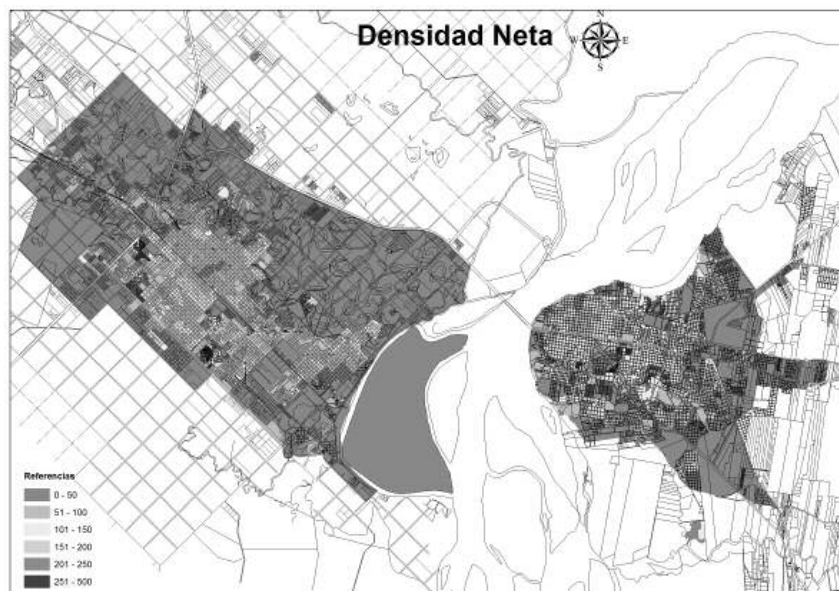 Densidad Neta
N
W E
S
Referencias
0 - 50
51 - 100
101 - 150
151 - 200
201 - 250
251 - 500